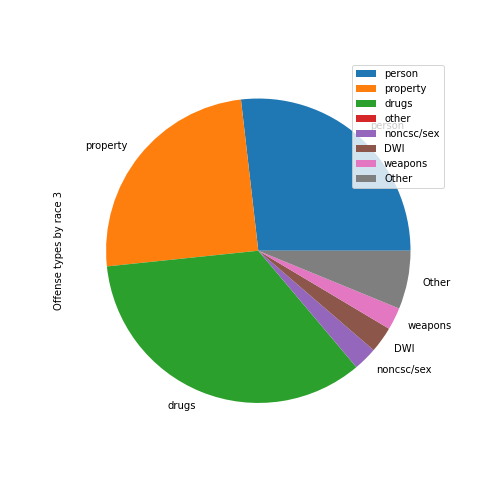 person
property
drugs
other
noncsc/sex
DWI
weapons
Other
person
property
Offense types by race 3
Other
weapons
DWI
noncsc/sex
drugs